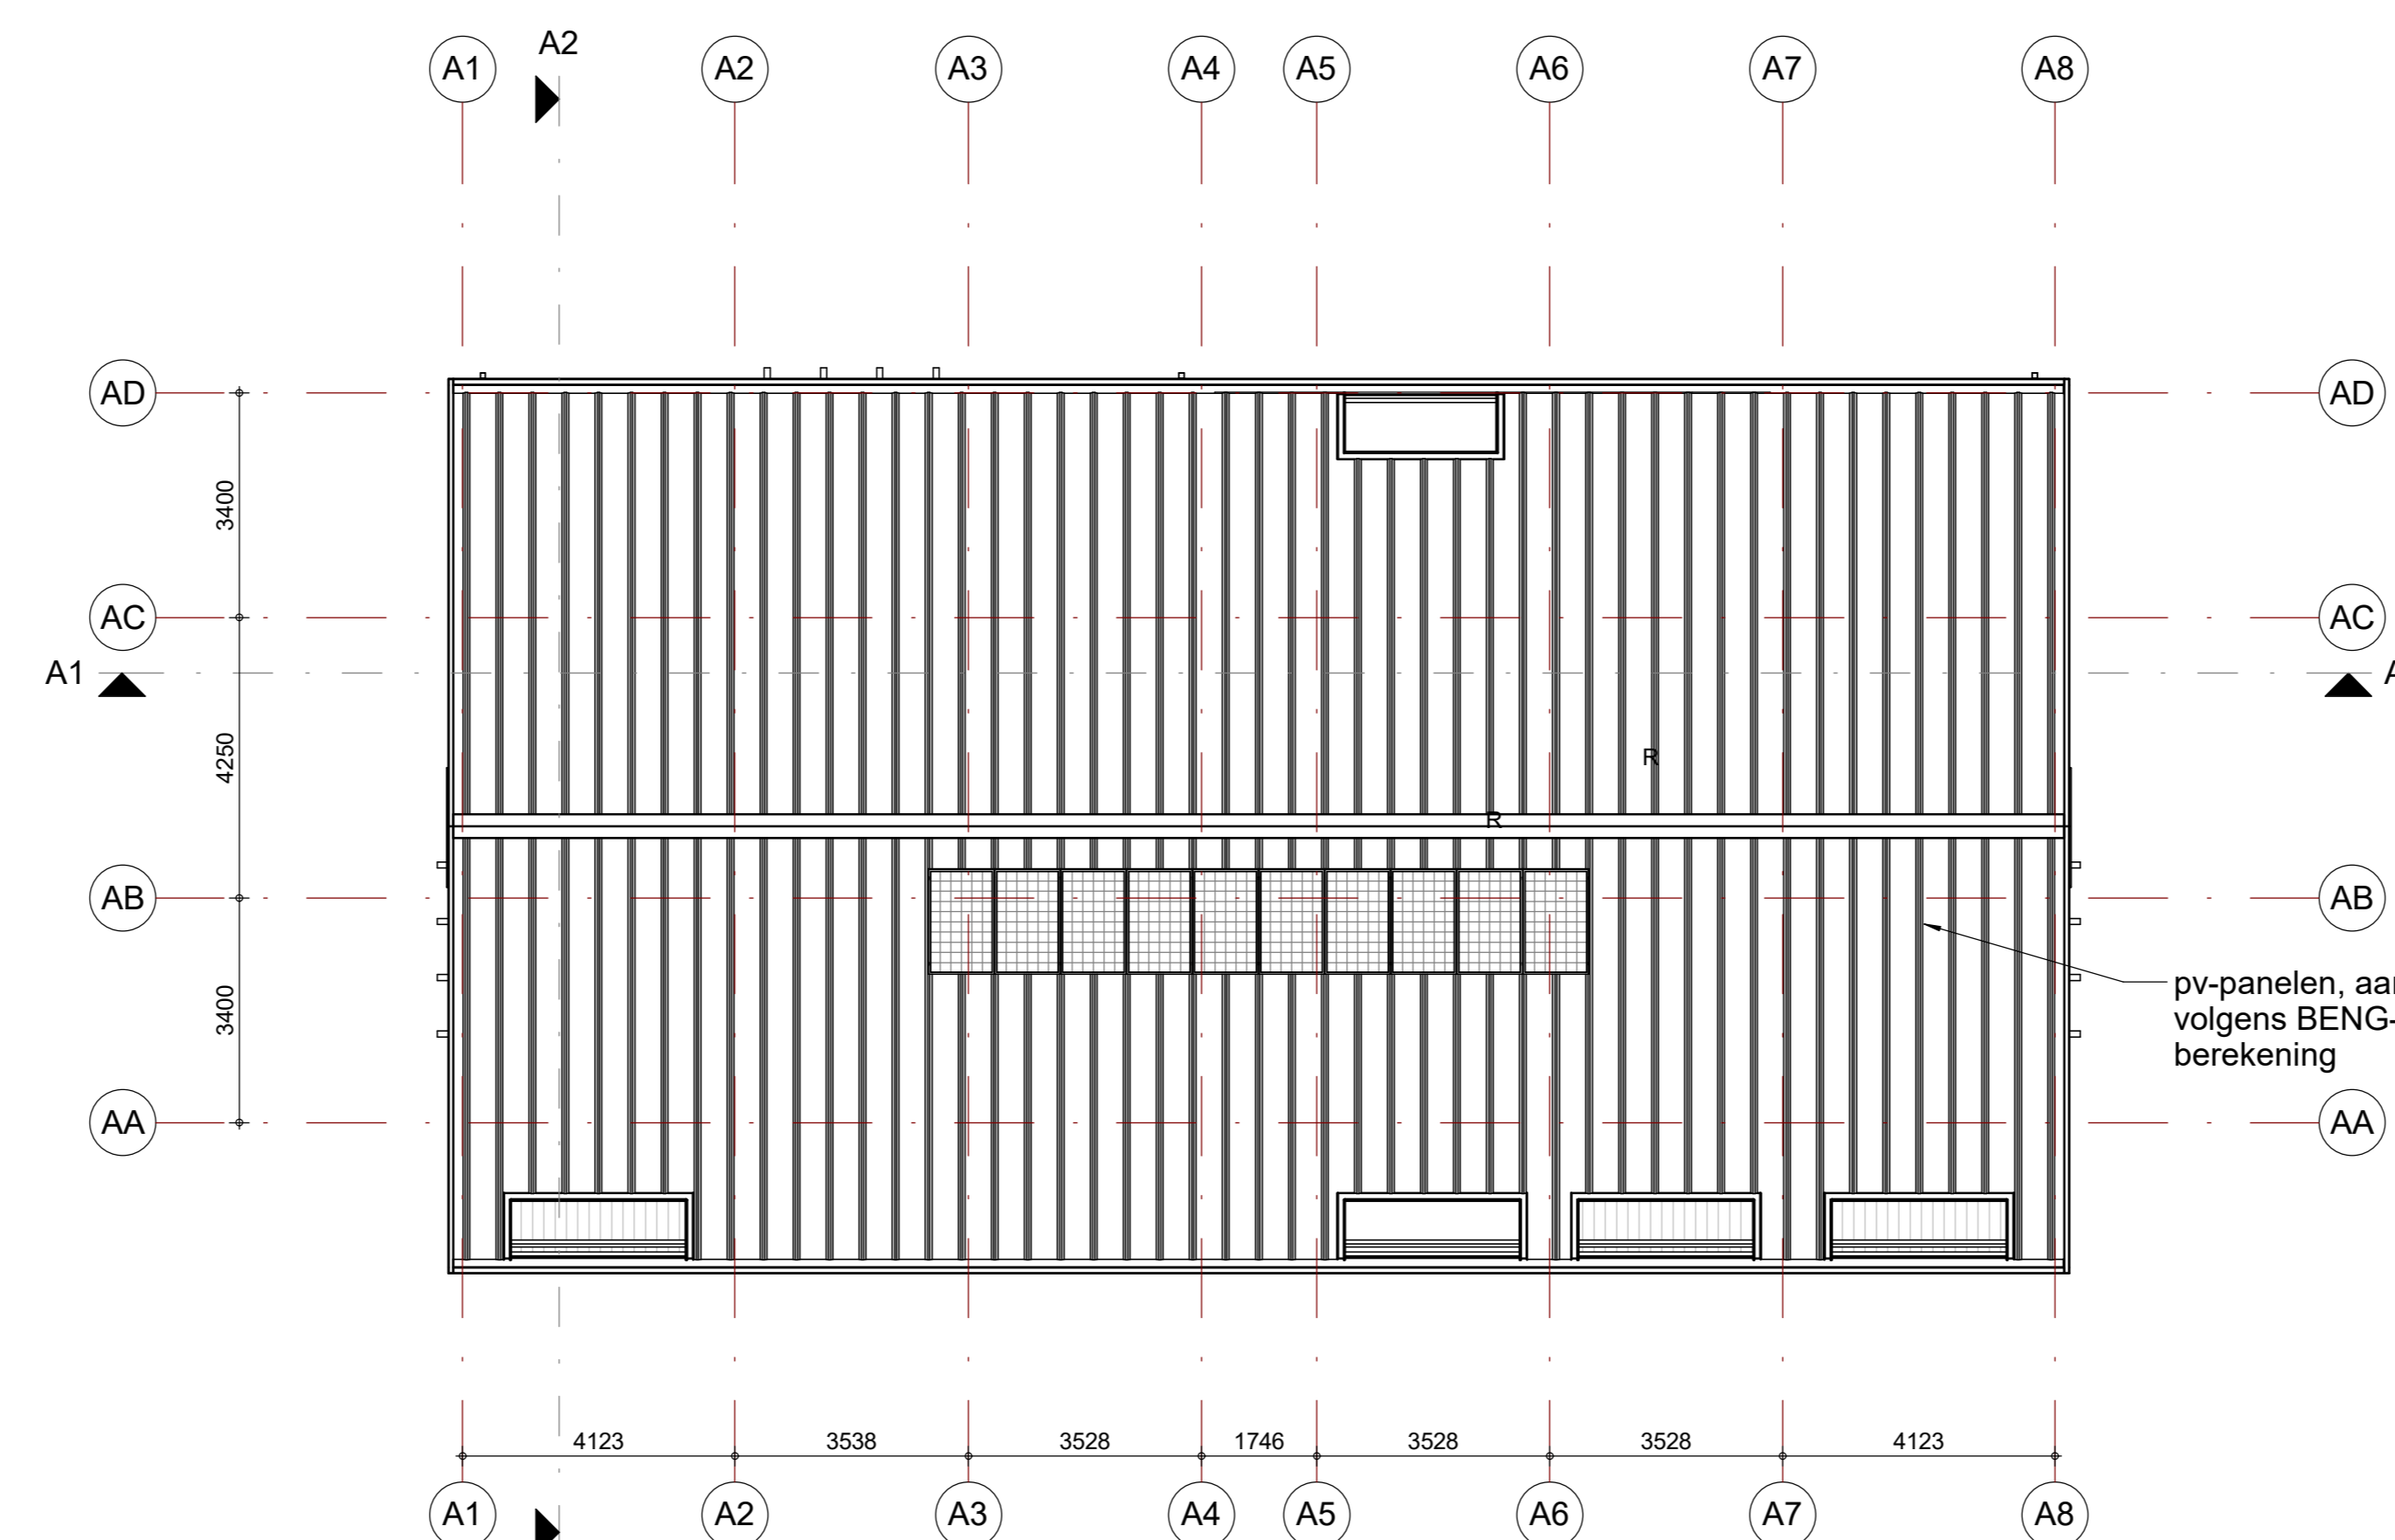 A2
A1 A2 A3 A4 A5 A6 A7 A8
AD AD
3400
AC AC
A1 A
4250
R
R
AB AB
pv-panelen, aan
volgens BENG-
berekening
3400
AA AA
4123 3538 3528 1746 3528 3528 4123
A1 A2 A3 A4 A5 A6 A7 A8